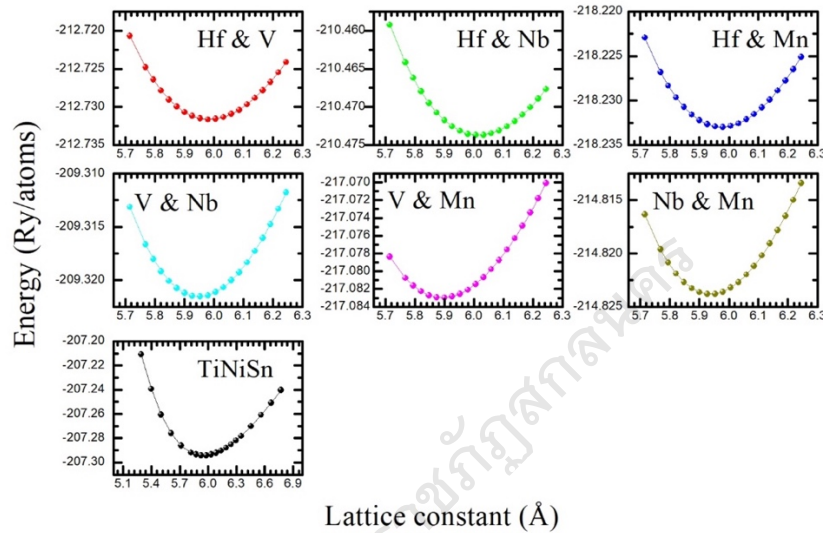 Hf & V
-212.720
-212.725
-212.730
-212.735
5.7 5.8 5.9 6.0 6.1 6.2 6.3
Hf & Nb
-210.460
-210.465
-210.470
-210.475
5.7 5.8 5.9 6.0 6.1 6.2 6.3
Hf & Mn
-218.220
-218.225
-218.230
-218.235
5.7 5.8 5.9 6.0 6.1 6.2 6.3
V & Nb
-209.310
-209.315
-209.320
5.7 5.8 5.9 6.0 6.1 6.2 6.3
V & Mn
-217.070
-217.072
-217.074
-217.076
-217.078
-217.080
-217.082
-217.084
5.7 5.8 5.9 6.0 6.1 6.2 6.3
Nb & Mn
-214.815
-214.820
-214.825
5.7 5.8 5.9 6.0 6.1 6.2 6.3
TiNiSn
-207.20
-207.22
-207.24
-207.26
-207.28
-207.30
5.1 5.4 5.7 6.0 6.3 6.6 6.9
Energy (Ry/atoms)
Lattice constant (Å)